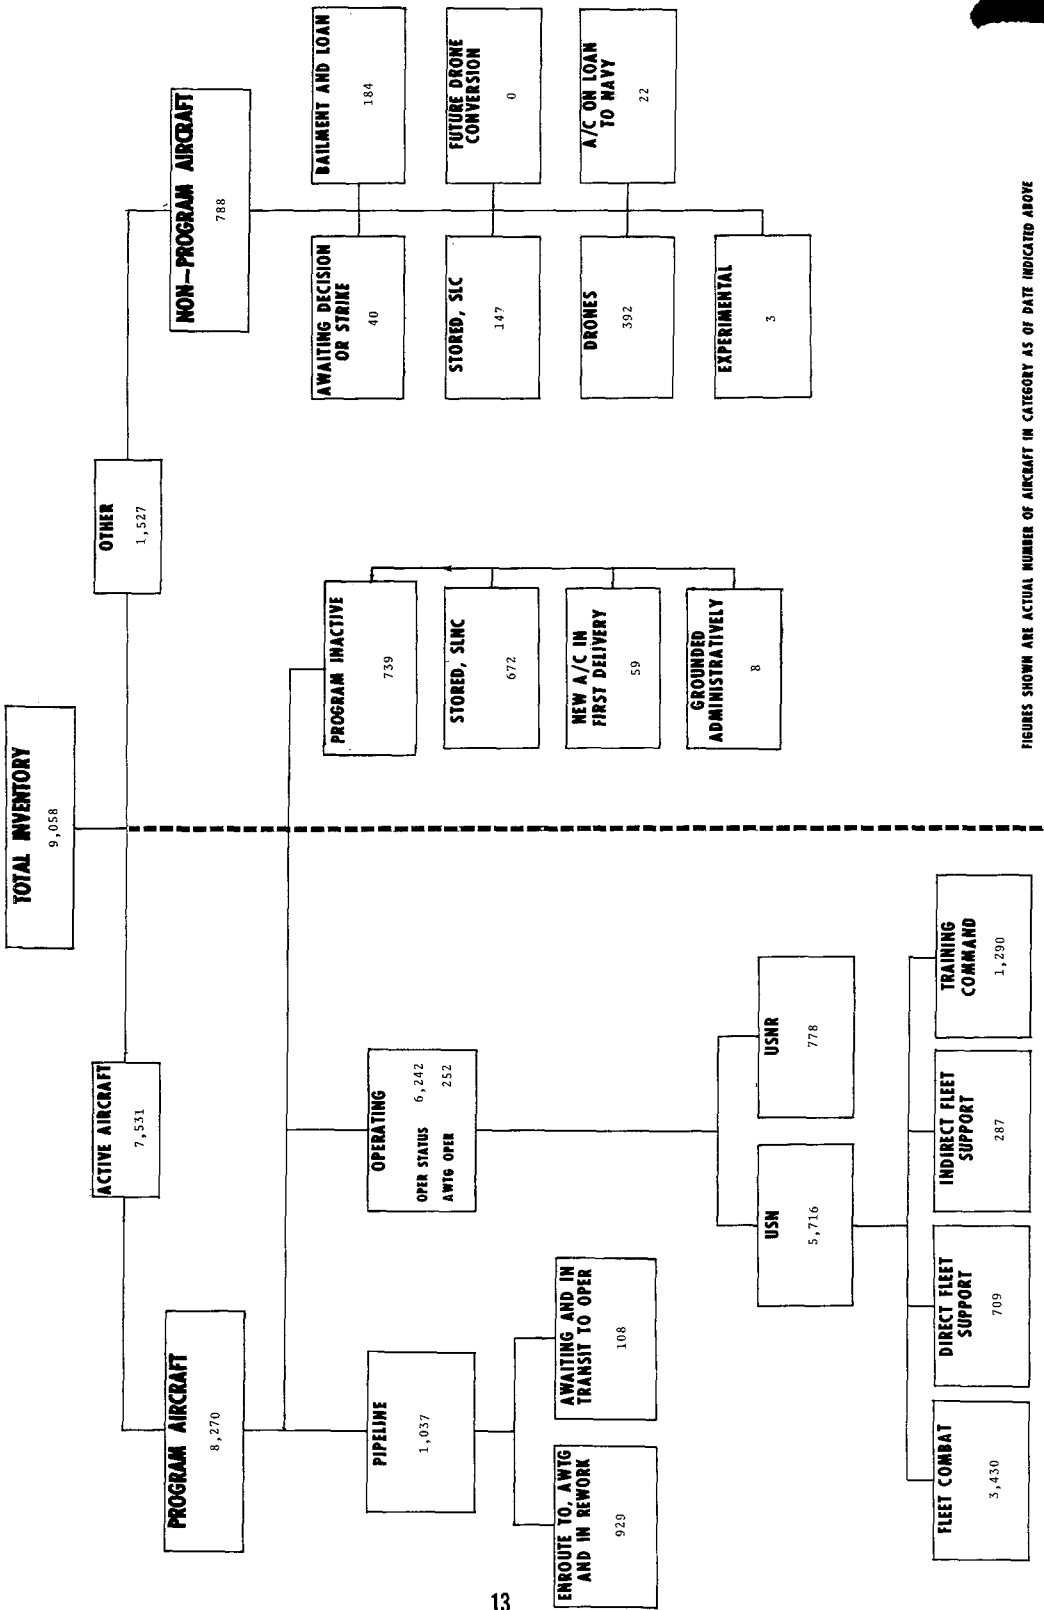 TOTAL INVENTORY
9,058
ACTIVE AIRCRAFT
7,531
OTHER
1,527
PROGRAM AIRCRAFT
8,270
NON-PROGRAM AIRCRAFT
788
PIPELINE
1,037
OPERATING
OPER STATUS 6,242
AWTG OPER 252
PROGRAM INACTIVE
739
STORED, SLNC
672
NEW A/C IN
FIRST DELIVERY
59
GROUNDED
ADMINISTRATIVELY
8
AWAITING DECISION
OR STRIKE
40
BAILMENT AND LOAN
184
STORED, SLC
147
FUTURE DRONE
CONVERSION
0
DRONES
392
A/C ON LOAN
TO NAVY
22
EXPERIMENTAL
3
ENROUTE TO, AWTG
AND IN REWORK
929
AWAITING AND IN
TRANSIT TO OPER
108
USN
5,716
USNR
778
FLEET COMBAT
3,430
DIRECT FLEET
SUPPORT
709
INDIRECT FLEET
SUPPORT
287
TRAINING
COMMAND
1,290
FIGURES SHOWN ARE ACTUAL NUMBER OF AIRCRAFT IN CATEGORY AS OF DATE INDICATED ABOVE
13